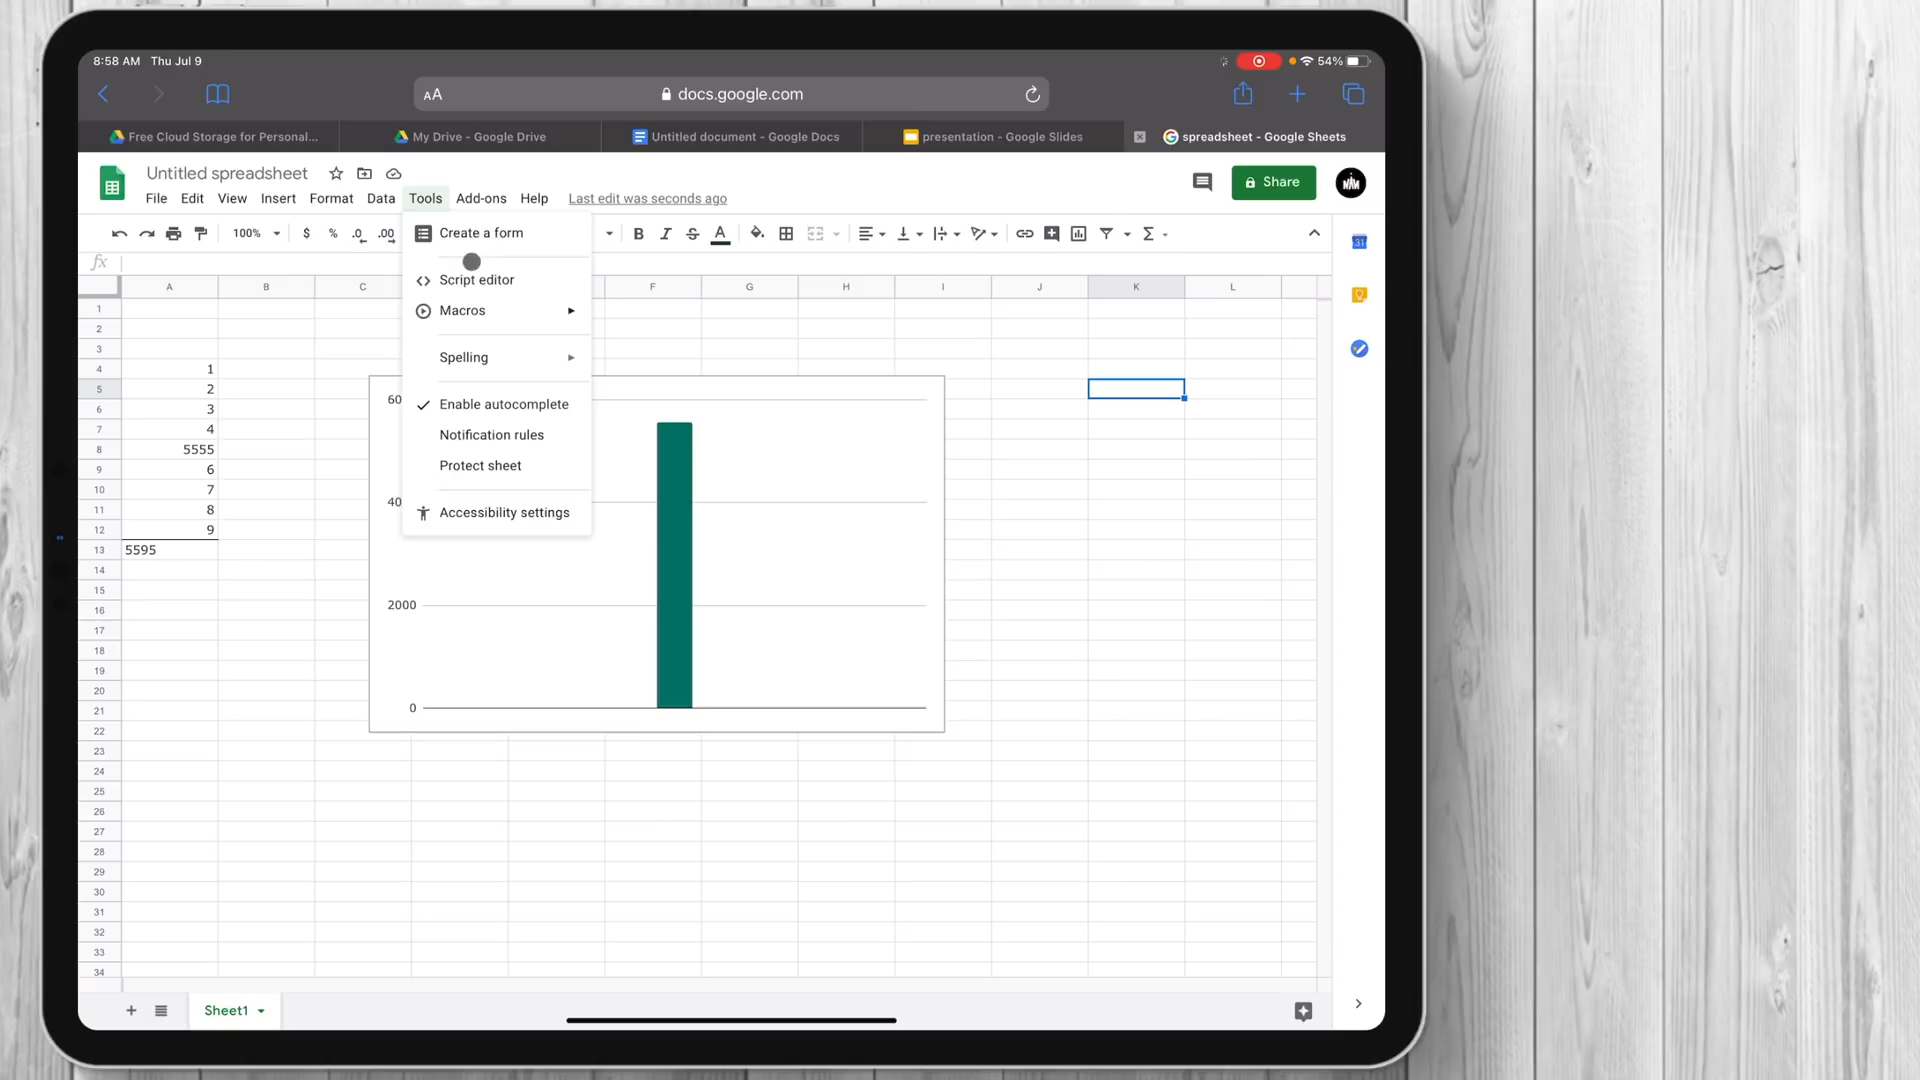 8:58 AM Thu Jul 9
54%
AA docs.google.com
Free Cloud Storage for Personal...
My Drive - Google Drive
Untitled document - Google Docs
presentation - Google Slides
spreadsheet - Google Sheets
Untitled spreadsheet
Share
File Edit View Insert Format Data Tools Add-ons Help Last edit was seconds ago
100% $ % .0 .00 B I S A Σ
31
fx
Create a form
Script editor
Macros
Spelling
Enable autocomplete
Notification rules
Protect sheet
Accessibility settings
A B C F G H I J K L
1
2
3
4 1
5 2
6 3
7 4
8 5555
9 6
10 7
11 8
12 9
13 5595
14
15
16
17
18
19
20
21
22
23
24
25
26
27
28
29
30
31
32
33
34
60
40
2000
0
Sheet1